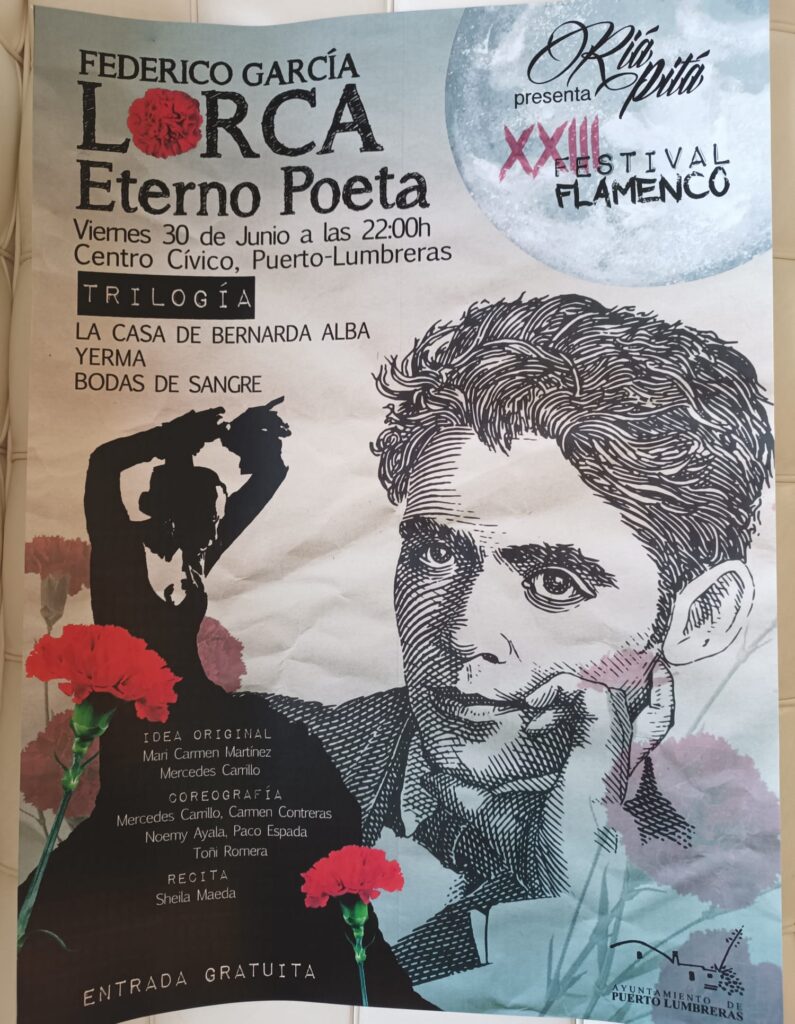 FEDERICO GARCÍA
LORCA
Eterno Poeta
Viernes 30 de Junio a las 22:00h
Centro Cívico, Puerto-Lumbreras
TRILOGÍA
LA CASA DE BERNARDA ALBA
YERMA
BODAS DE SANGRE
Riá Pitá
presenta
XXIII
FESTIVAL
FLAMENCO
IDEA ORIGINAL
Mari Carmen Martínez
Mercedes Carrillo
COREOGRAFÍA
Mercedes Carrillo, Carmen Contreras
Noemy Ayala, Paco Espada
Toñi Romera
RECITA
Sheila Maeda
ENTRADA GRATUITA
AYUNTAMIENTO DE
PUERTO LUMBRERAS